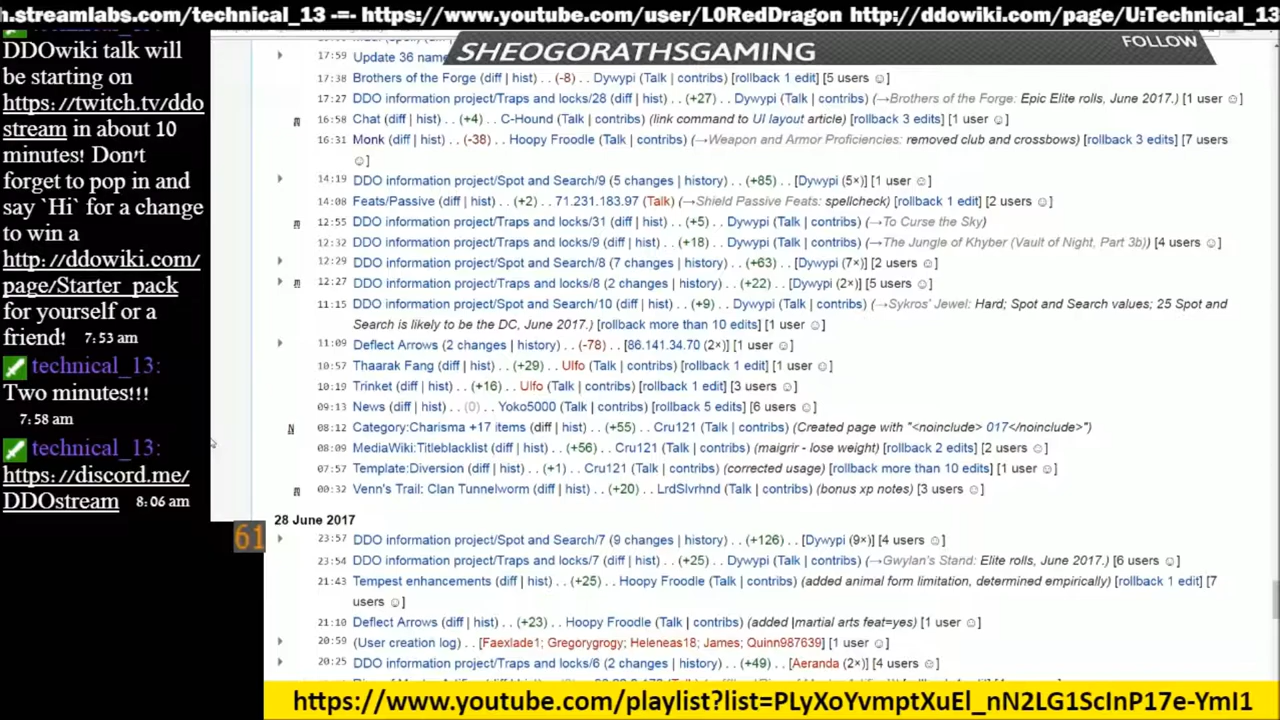 h.streamlabs.com/technical_13 -=- https://www.youtube.com/user/L0RedDragon http://ddowiki.com/page/U:Technical_13
DDOwiki talk will
be starting on
https://twitch.tv/ddo
stream in about 10
minutes! Don't
forget to pop in and
say `Hi` for a change
to win a
http://ddowiki.com/
page/Starter_pack
for yourself or a
friend! 7:53 am
technical_13:
Two minutes!!!
7:58 am
technical_13:
https://discord.me/
DDOstream 8:06 am
SHEOGORATHSGAMING
FOLLOW
17:59 Update 36 name
17:38 Brothers of the Forge (diff | hist) . . (-8) . . Dywypi (Talk | contribs) [rollback 1 edit] [5 users ☺]
17:27 DDO information project/Traps and locks/28 (diff | hist) . . (+27) . . Dywypi (Talk | contribs) (→Brothers of the Forge: Epic Elite rolls, June 2017.) [1 user ☺]
m 16:58 Chat (diff | hist) . . (+4) . . C-Hound (Talk | contribs) (link command to UI layout article) [rollback 3 edits] [1 user ☺]
16:31 Monk (diff | hist) . . (-38) . . Hoopy Froodle (Talk | contribs) (→Weapon and Armor Proficiencies: removed club and crossbows) [rollback 3 edits] [7 users
☺]
14:19 DDO information project/Spot and Search/9 (5 changes | history) . . (+85) . . [Dywypi (5×)] [1 user ☺]
14:08 Feats/Passive (diff | hist) . . (+2) . . 71.231.183.97 (Talk) (→Shield Passive Feats: spellcheck) [rollback 1 edit] [2 users ☺]
m 12:55 DDO information project/Traps and locks/31 (diff | hist) . . (+5) . . Dywypi (Talk | contribs) (→To Curse the Sky)
12:32 DDO information project/Traps and locks/9 (diff | hist) . . (+18) . . Dywypi (Talk | contribs) (→The Jungle of Khyber (Vault of Night, Part 3b)) [4 users ☺]
12:29 DDO information project/Spot and Search/8 (7 changes | history) . . (+63) . . [Dywypi (7×)] [2 users ☺]
m 12:27 DDO information project/Traps and locks/8 (2 changes | history) . . (+22) . . [Dywypi (2×)] [5 users ☺]
11:15 DDO information project/Spot and Search/10 (diff | hist) . . (+9) . . Dywypi (Talk | contribs) (→Sykros' Jewel: Hard; Spot and Search values; 25 Spot and
Search is likely to be the DC, June 2017.) [rollback more than 10 edits] [1 user ☺]
11:09 Deflect Arrows (2 changes | history) . . (-78) . . [86.141.34.70 (2×)] [1 user ☺]
10:57 Thaarak Fang (diff | hist) . . (+29) . . Ulfo (Talk | contribs) [rollback 1 edit] [1 user ☺]
10:19 Trinket (diff | hist) . . (+16) . . Ulfo (Talk | contribs) [rollback 1 edit] [3 users ☺]
09:13 News (diff | hist) . . (0) . . Yoko5000 (Talk | contribs) [rollback 5 edits] [6 users ☺]
N 08:12 Category:Charisma +17 items (diff | hist) . . (+55) . . Cru121 (Talk | contribs) (Created page with "<noinclude> 017</noinclude>")
08:09 MediaWiki:Titleblacklist (diff | hist) . . (+56) . . Cru121 (Talk | contribs) (maigrir - lose weight) [rollback 2 edits] [2 users ☺]
07:57 Template:Diversion (diff | hist) . . (+1) . . Cru121 (Talk | contribs) (corrected usage) [rollback more than 10 edits] [1 user ☺]
m 00:32 Venn's Trail: Clan Tunnelworm (diff | hist) . . (+20) . . LrdSlvrhnd (Talk | contribs) (bonus xp notes) [3 users ☺]
28 June 2017
61
23:57 DDO information project/Spot and Search/7 (9 changes | history) . . (+126) . . [Dywypi (9×)] [4 users ☺]
23:54 DDO information project/Traps and locks/7 (diff | hist) . . (+25) . . Dywypi (Talk | contribs) (→Gwylan's Stand: Elite rolls, June 2017.) [6 users ☺]
21:43 Tempest enhancements (diff | hist) . . (+25) . . Hoopy Froodle (Talk | contribs) (added animal form limitation, determined empirically) [rollback 1 edit] [7
users ☺]
21:10 Deflect Arrows (diff | hist) . . (+23) . . Hoopy Froodle (Talk | contribs) (added |martial arts feat=yes) [1 user ☺]
20:59 (User creation log) . . [Faexlade1; Gregorygrogy; Heleneas18; James; Quinn987639] [1 user ☺]
20:25 DDO information project/Traps and locks/6 (2 changes | history) . . (+49) . . [Aeranda (2×)] [4 users ☺]
https://www.youtube.com/playlist?list=PLyXoYvmptXuEl_nN2LG1ScInP17e-YmI1